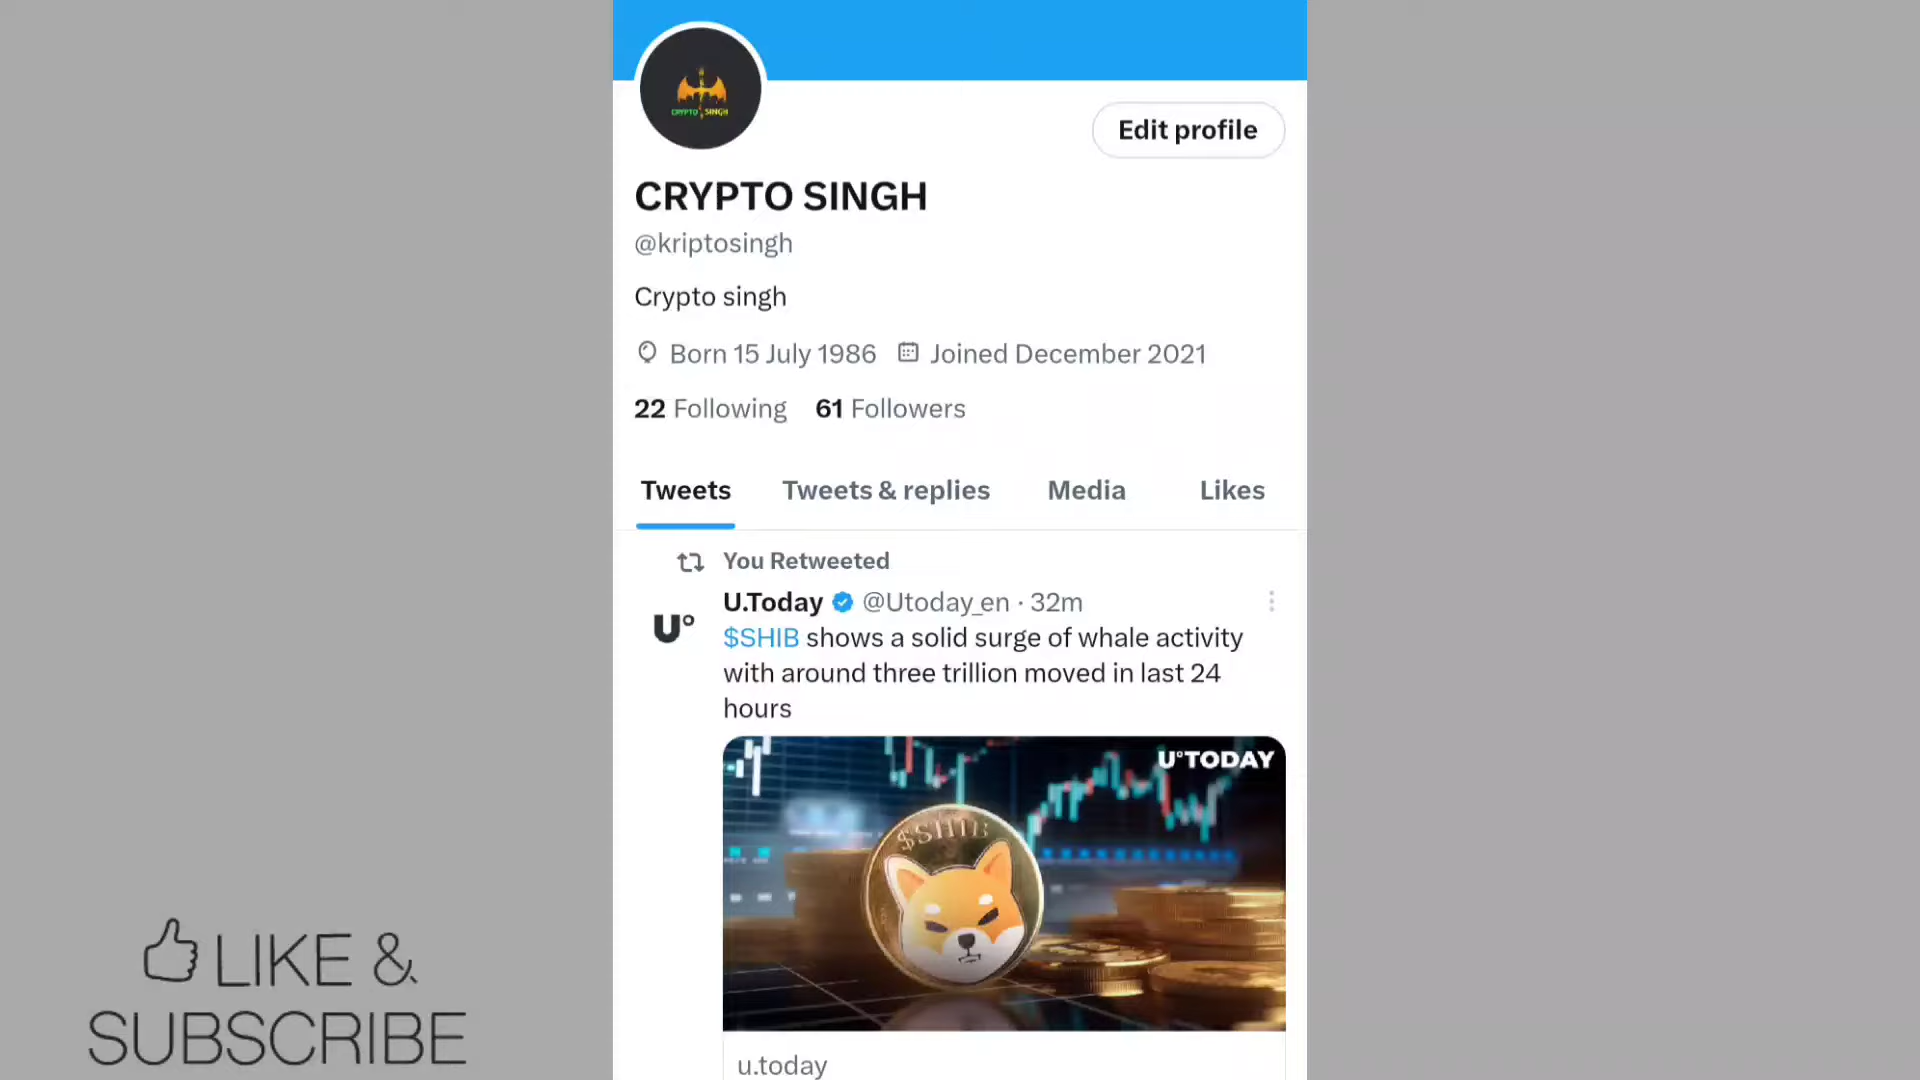 CRYPTO SINGH
Edit profile
CRYPTO SINGH
@kriptosingh
Crypto singh
Born 15 July 1986 Joined December 2021
22 Following 61 Followers
Tweets Tweets & replies Media Likes
You Retweeted
U.Today @Utoday_en · 32m
U°
$SHIB shows a solid surge of whale activity
with around three trillion moved in last 24
hours
U°TODAY
$SHIB
u.today
LIKE &
SUBSCRIBE